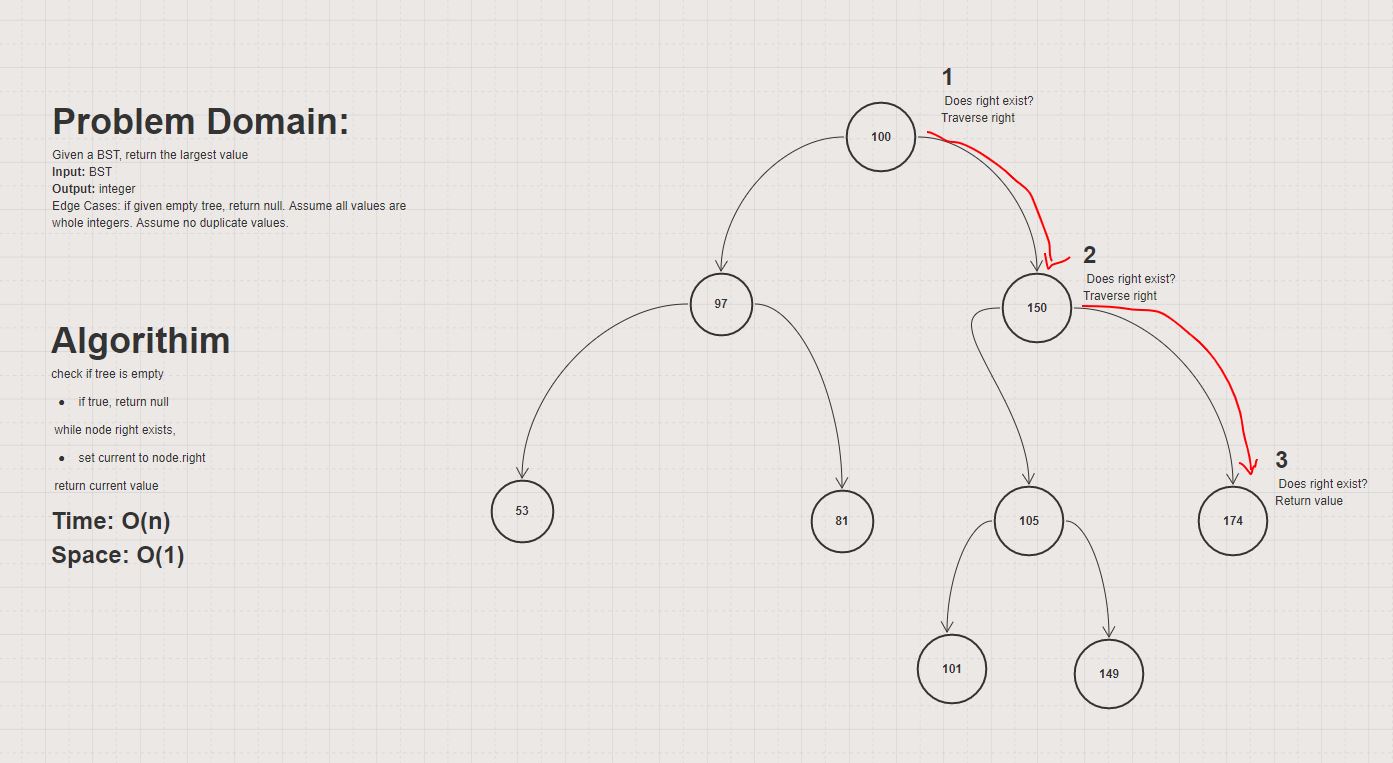 Problem Domain:
Given a BST, return the largest value
Input: BST
Output: integer
Edge Cases: if given empty tree, return null. Assume all values are
whole integers. Assume no duplicate values.
Algorithim
check if tree is empty
● if true, return null
while node right exists,
● set current to node.right
return current value
Time: O(n)
Space: O(1)
1
Does right exist?
Traverse right
100
2
Does right exist?
Traverse right
97
150
3
Does right exist?
Return value
53
81
105
174
101
149